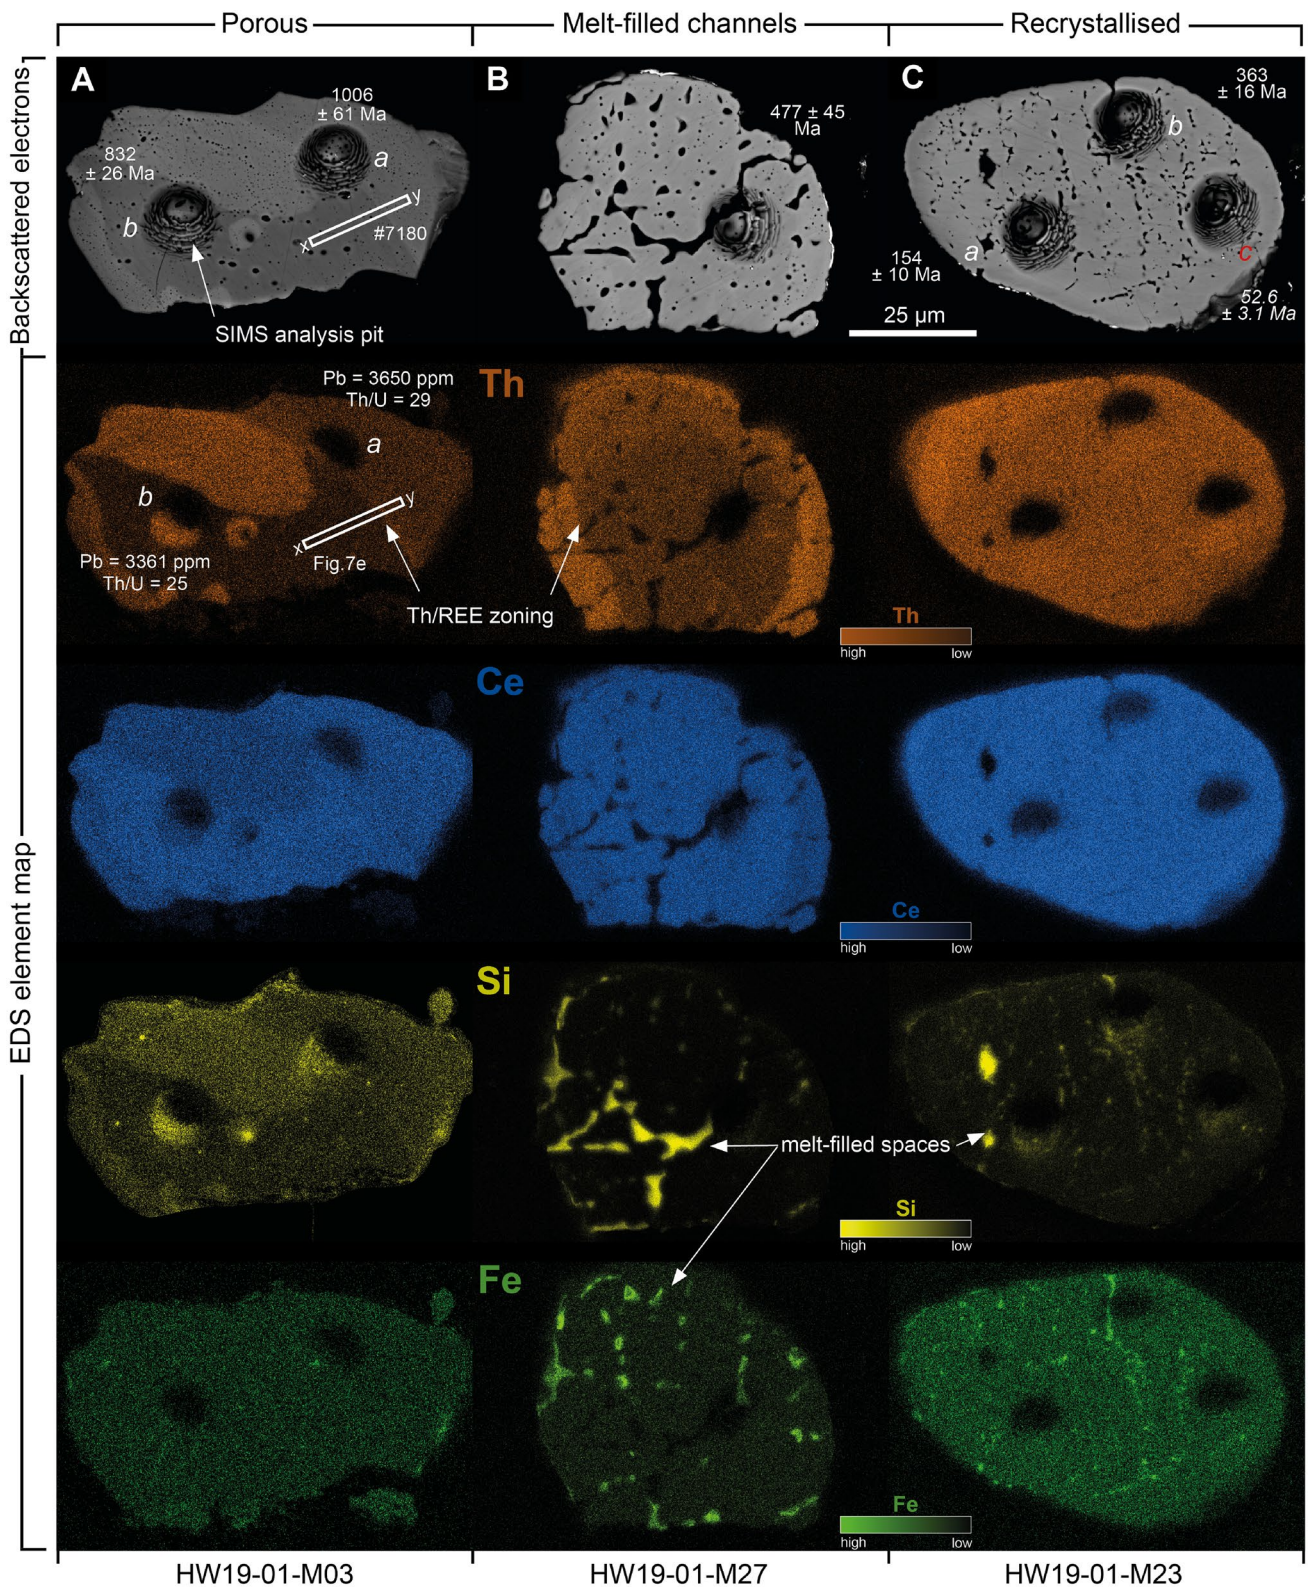 Porous
Melt-filled channels
Recrystallised
Backscattered electrons
A
1006
± 61 Ma
a
832
± 26 Ma
b
y
x
#7180
SIMS analysis pit
B
477 ± 45
Ma
C
363
± 16 Ma
b
a
154
± 10 Ma
c
52.6
± 3.1 Ma
25 µm
EDS element map
Pb = 3650 ppm
Th/U = 29
a
b
y
x
Fig.7e
Pb = 3361 ppm
Th/U = 25
Th/REE zoning
Th
Th
high low
Ce
Ce
high low
Si
melt-filled spaces
Si
high low
Fe
Fe
high low
HW19-01-M03
HW19-01-M27
HW19-01-M23